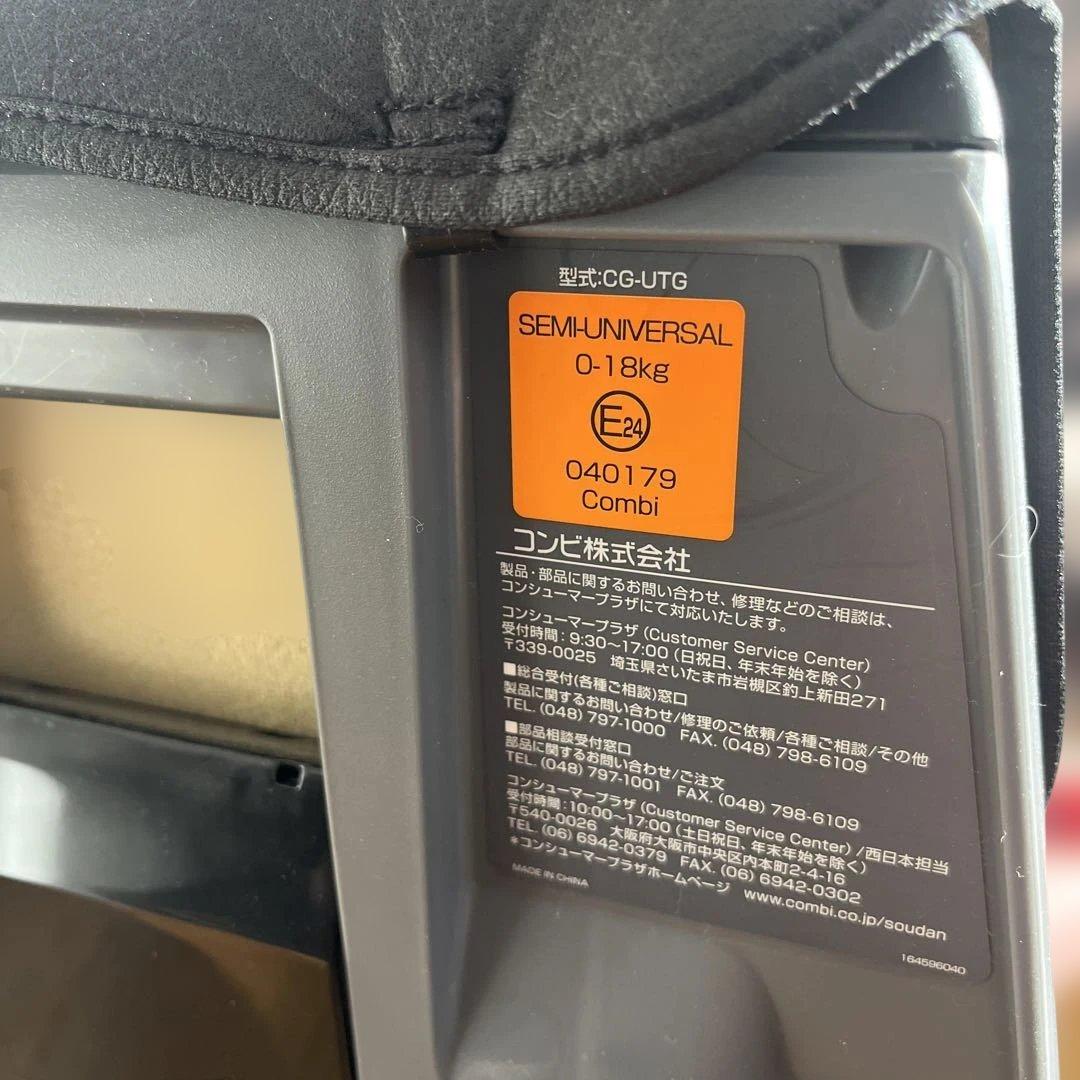 型式:CG-UTG
SEMI-UNIVERSAL
0-18kg
E24
040179
Combi
コンビ株式会社
製品・部品に関するお問い合わせ、修理などのご相談は、
コンシューマープラザにて対応いたします。
コンシューマープラザ (Customer Service Center)
受付時間：9:30～17:00 (日祝日、年末年始を除く)
〒339-0025 埼玉県さいたま市岩槻区釣上新田271
■総合受付(各種ご相談)窓口
製品に関するお問い合わせ/修理のご依頼/各種ご相談/その他
TEL. (048) 797-1000 FAX. (048) 798-6109
■部品相談受付窓口
部品に関するお問い合わせ/ご注文
TEL. (048) 797-1001 FAX. (048) 798-6109
コンシューマープラザ (Customer Service Center) /西日本担当
受付時間：10:00～17:00 (土日祝日、年末年始を除く)
〒540-0026 大阪府大阪市中央区内本町2-4-16
TEL. (06) 6942-0379 FAX. (06) 6942-0302
*コンシューマープラザホームページ www.combi.co.jp/soudan
MADE IN CHINA
164596040